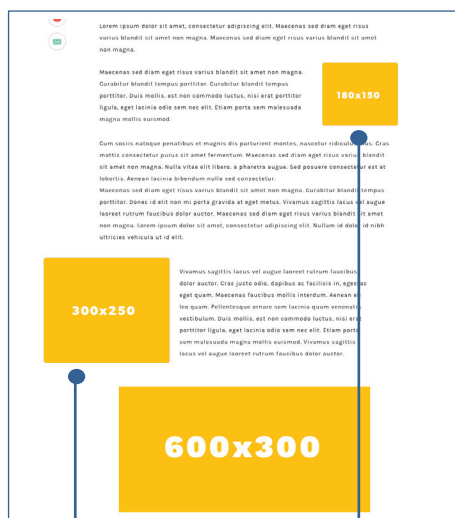 Lorem ipsum dolor sit amet, consectetur adipiscing elit. Maecenas sed diam eget risus
varius blandit sit amet non magna. Maecenas sed diam eget risus varius blandit sit amet
non magna.
Maecenas sed diam eget risus varius blandit sit amet non magna.
Curabitur blandit tempus porttitor. Curabitur blandit tempus
porttitor. Duis mollis, est non commodo luctus, nisi erat porttitor
ligula, eget lacinia odio sem nec elit. Etiam porta sem malesuada
magna mollis euismod.
180x150
Cum sociis natoque penatibus et magnis dis parturient montes, nascetur mus. Cras
mattis consectetur purus sit amet fermentum. Maecenas sed diam eget risus varius blandit
sit amet non magna. Nulla vitae elit libero, a pharetra augue. Sed posuere consectetur est at
lobortis. Aenean lacinia bibendum nulla sed consectetur.
Maecenas sed diam eget risus varius blandit sit amet non magna. Curabitur blandit tempus
porttitor. Donec id elit non mi porta gravida at eget metus. Vivamus sagittis lacus vel augue
laoreet rutrum faucibus dolor auctor. Maecenas sed diam eget risus varius blandit sit amet
non magna. Lorem ipsum dolor sit amet, consectetur adipiscing elit. Nullam id dolor id nibh
ultricies vehicula ut id elit.
300x250
Vivamus sagittis lacus vel augue laoreet rutrum faucibus
dolor auctor. Cras justo odio, dapibus ac facilisis in, egestas
eget quam. Maecenas faucibus mollis interdum. Aenean eu
leo quam. Pellentesque ornare sem lacinia quam venenatis
vestibulum. Duis mollis, est non commodo luctus, nisi erat
porttitor ligula, eget lacinia odio sem nec elit. Etiam porta
sem malesuada magna mollis euismod. Vivamus sagittis
lacus vel augue laoreet rutrum faucibus dolor auctor.
600x300